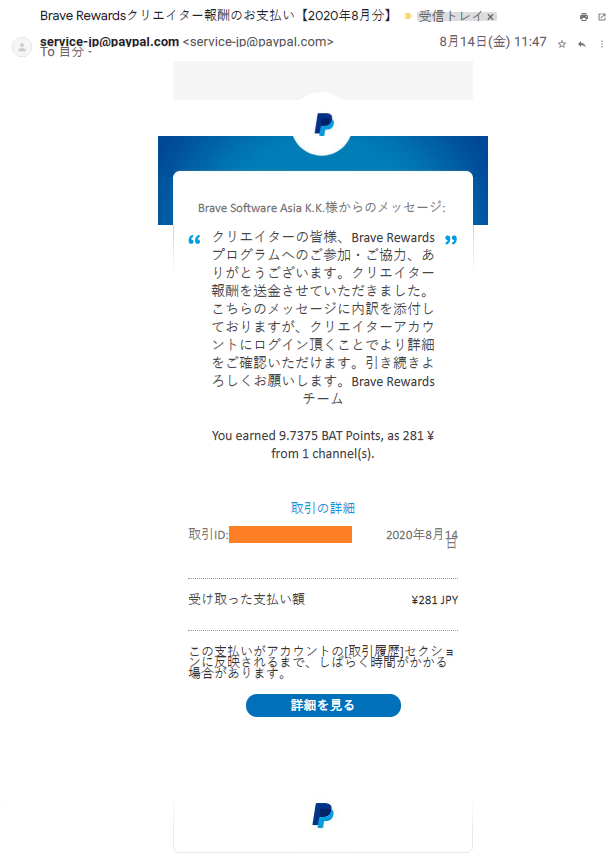 Brave Rewardsクリエイター報酬のお支払い【2020年8月分】 » 受信トレイ x
service-jp@paypal.com <service-jp@paypal.com> 8月14日(金) 11:47
To 自分
Brave Software Asia K.K.様からのメッセージ:
“ クリエイターの皆様、Brave Rewards ”
プログラムへのご参加・ご協力、あ
りがとうございます。クリエイター
報酬を送金させていただきました。
こちらのメッセージに内訳を添付し
ておりますが、クリエイターアカウ
ントにログイン頂くことでより詳細
をご確認いただけます。引き続きよ
ろしくお願いします。Brave Rewards
チーム
You earned 9.7375 BAT Points, as 281 ¥
from 1 channel(s).
取引の詳細
取引ID: 2020年8月14
日
受け取った支払い額 ¥281 JPY
この支払いがアカウントの[取引履歴]セクショ
ンに反映されるまで、しばらく時間がかかる
場合があります。
詳細を見る